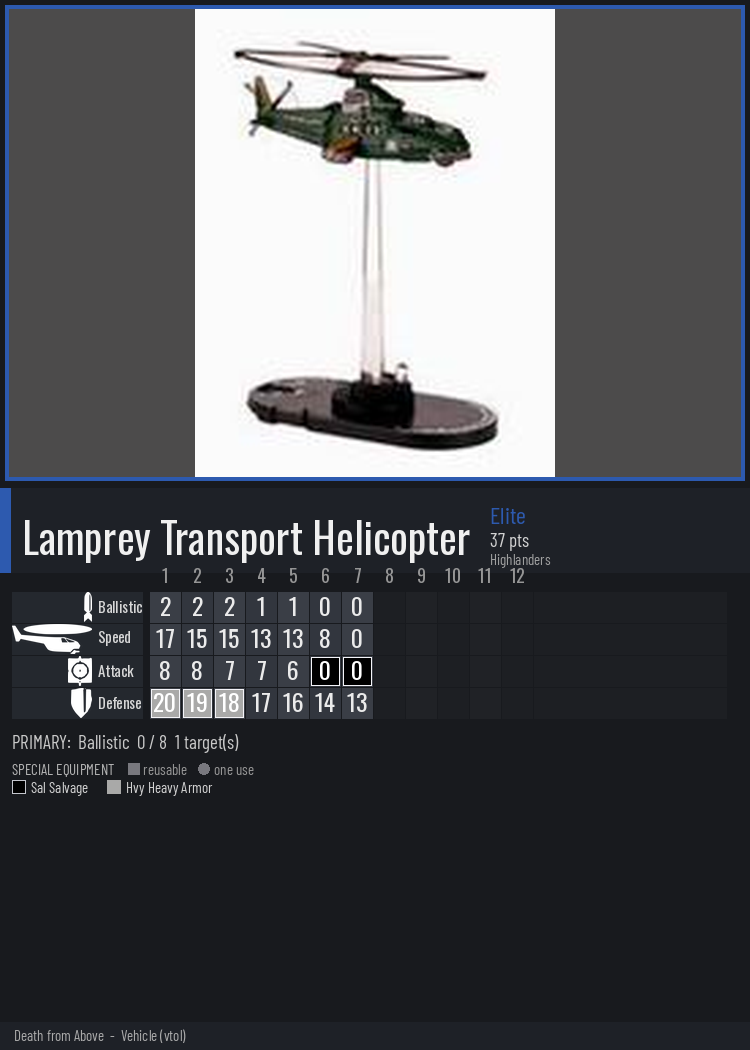 Lamprey Transport Helicopter
Elite
37 pts
Highlanders
1 2 3 4 5 6 7 8 9 10 11 12
Ballistic 2 2 2 1 1 0 0
Speed 17 15 15 13 13 8 0
Attack 8 8 7 7 6 0 0
Defense 20 19 18 17 16 14 13
PRIMARY: Ballistic 0 / 8 1 target(s)
SPECIAL EQUIPMENT reusable one use
Sal Salvage Hvy Heavy Armor
Death from Above - Vehicle (vtol)